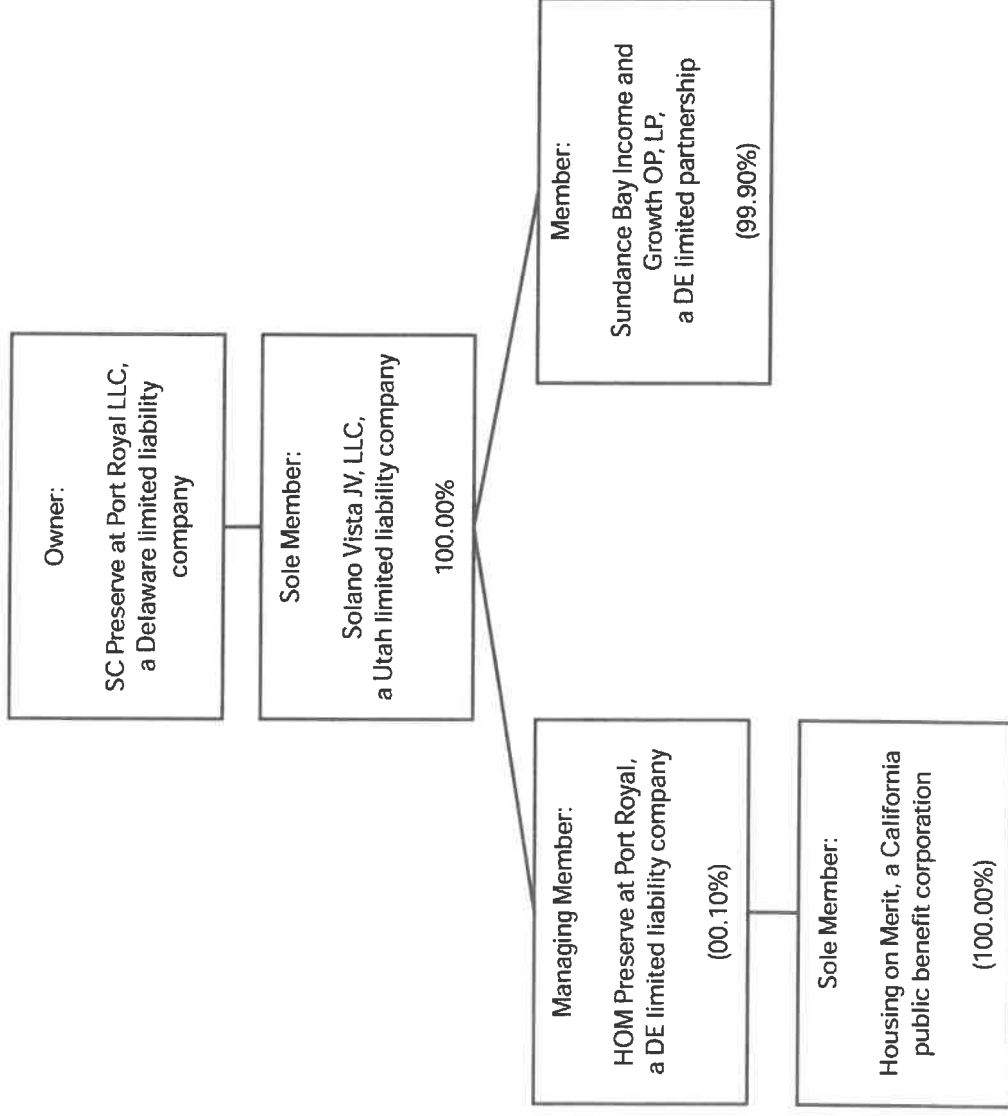 Owner:
SC Preserve at Port Royal LLC,
a Delaware limited liability
company
Sole Member:
Solano Vista JV, LLC,
a Utah limited liability company
100.00%
Managing Member:
HOM Preserve at Port Royal,
a DE limited liability company
(00.10%)
Member:
Sundance Bay Income and
Growth OP, LP,
a DE limited partnership
(99.90%)
Sole Member:
Housing on Merit, a California
public benefit corporation
(100.00%)